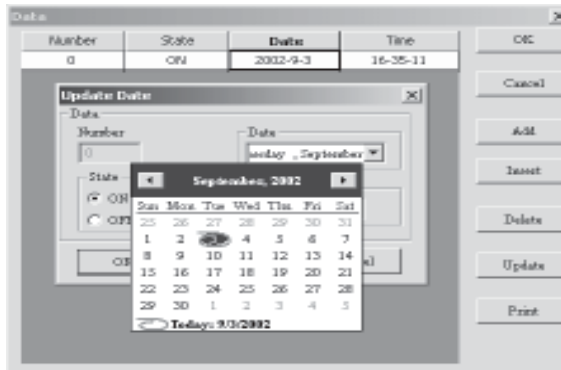 Data
Number State Date Time
0 ON 2002-9-3 16-35-11
OK
Cancel
Add
Insert
Delete
Update
Print
Update Date
Data
Number
0
Date
, September
State
ON
September, 2002
Sun Mon Tue Wed Thu Fri Sat
25 26 27 28 29 30 31
1 2 3 4 5 6 7
8 9 10 11 12 13 14
15 16 17 18 19 20 21
22 23 24 25 26 27 28
29 30 1 2 3 4 5
Today: 9/3/2002